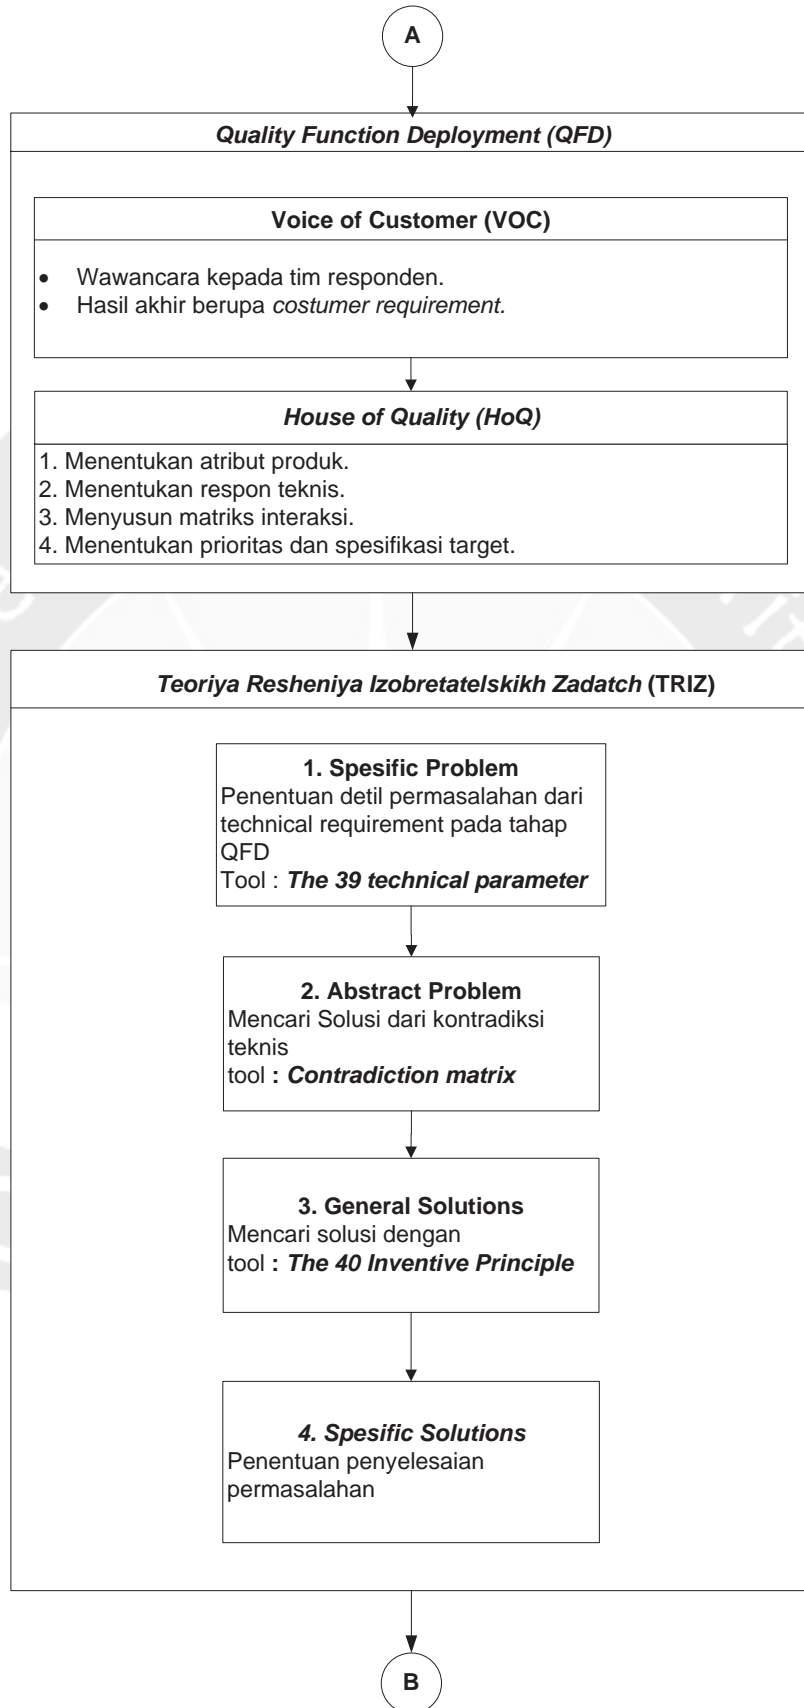 A
Quality Function Deployment (QFD)
Voice of Customer (VOC)
• Wawancara kepada tim responden.
• Hasil akhir berupa costumer requirement.
House of Quality (HoQ)
1. Menentukan atribut produk.
2. Menentukan respon teknis.
3. Menyusun matriks interaksi.
4. Menentukan prioritas dan spesifikasi target.
Teoriya Resheniya Izobretatelskikh Zadatch (TRIZ)
1. Spesific Problem
Penentuan detil permasalahan dari
technical requirement pada tahap
QFD
Tool : The 39 technical parameter
2. Abstract Problem
Mencari Solusi dari kontradiksi
teknis
tool : Contradiction matrix
3. General Solutions
Mencari solusi dengan
tool : The 40 Inventive Principle
4. Spesific Solutions
Penentuan penyelesaian
permasalahan
B